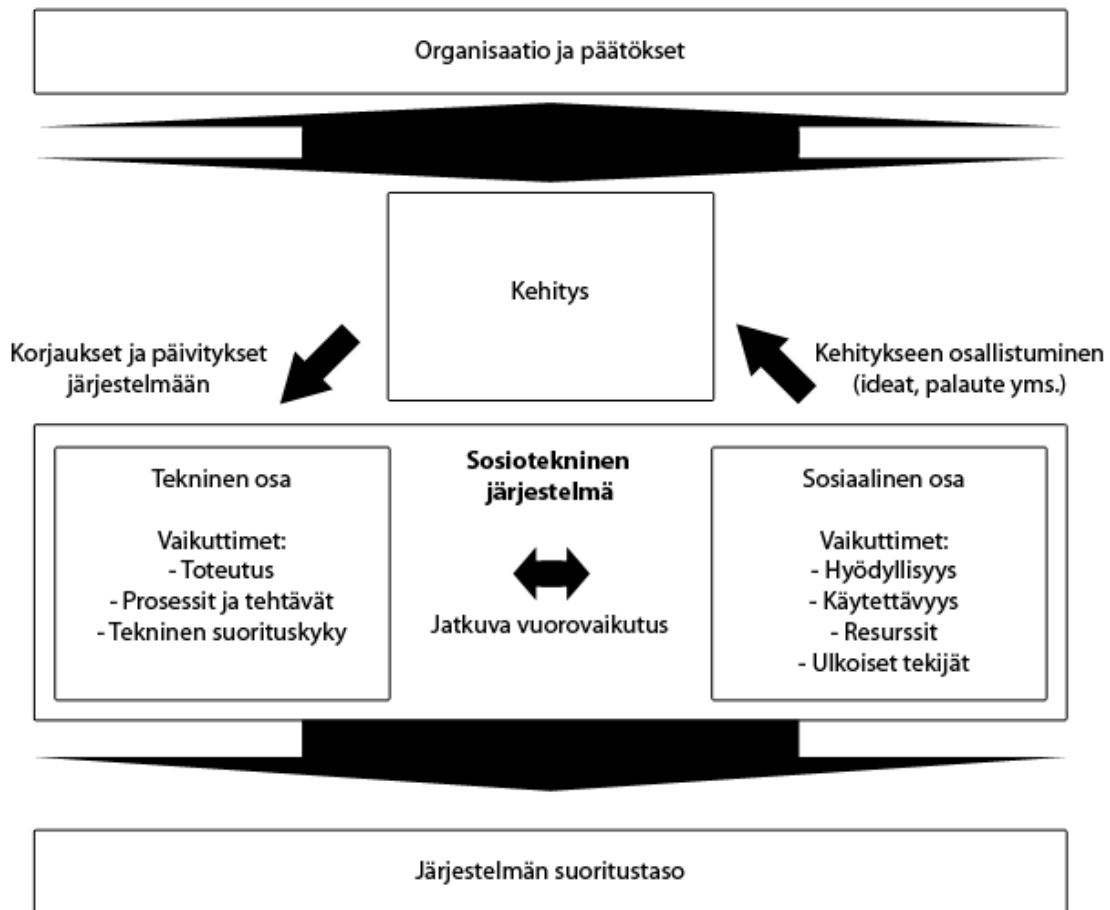 Organisaatio ja päätökset
Kehitys
Korjaukset ja päivitykset
järjestelmään
Kehitykseen osallistuminen
(ideat, palaute yms.)
Tekninen osa
Vaikuttimet:
- Toteutus
- Prosessit ja tehtävät
- Tekninen suorituskyky
Sosiotekninen
järjestelmä
Jatkuva vuorovaikutus
Sosiaalinen osa
Vaikuttimet:
- Hyödyllisyys
- Käytettävyys
- Resurssit
- Ulkoiset tekijät
Järjestelmän suoritustaso